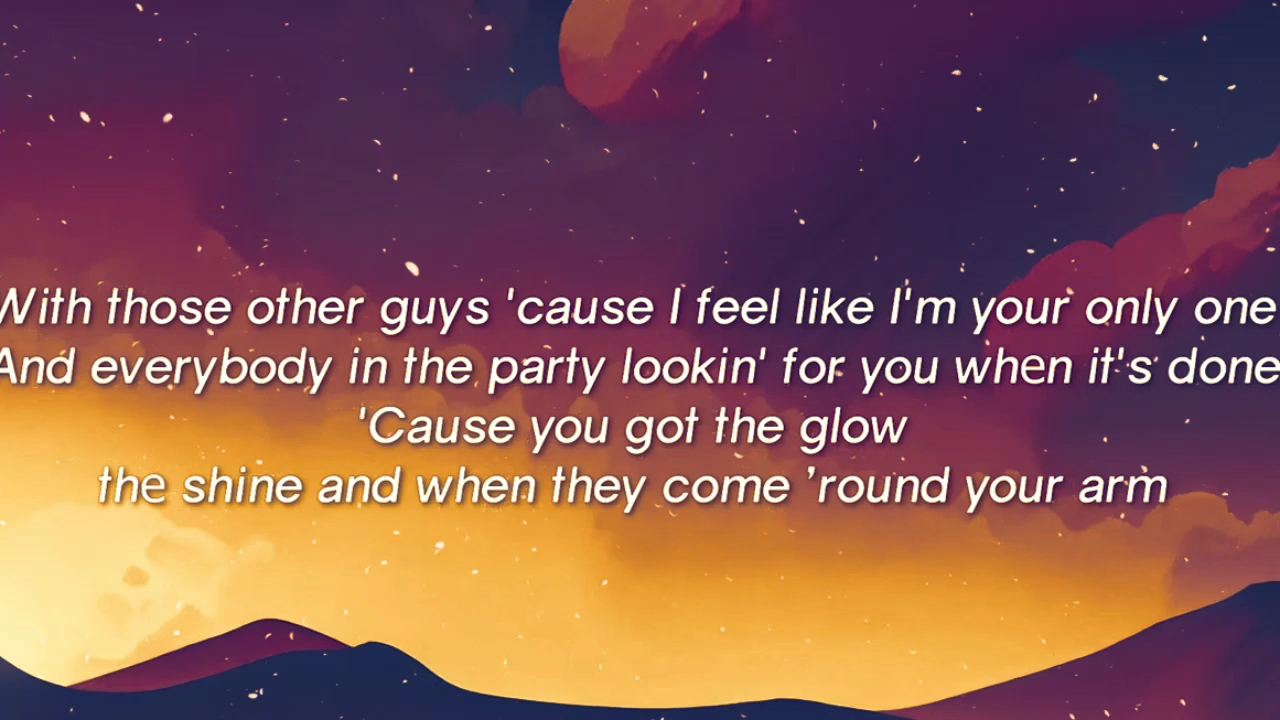 With those other guys 'cause I feel like I'm your only one
And everybody in the party lookin' for you when it's done
'Cause you got the glow
the shine and when they come ’round your arm